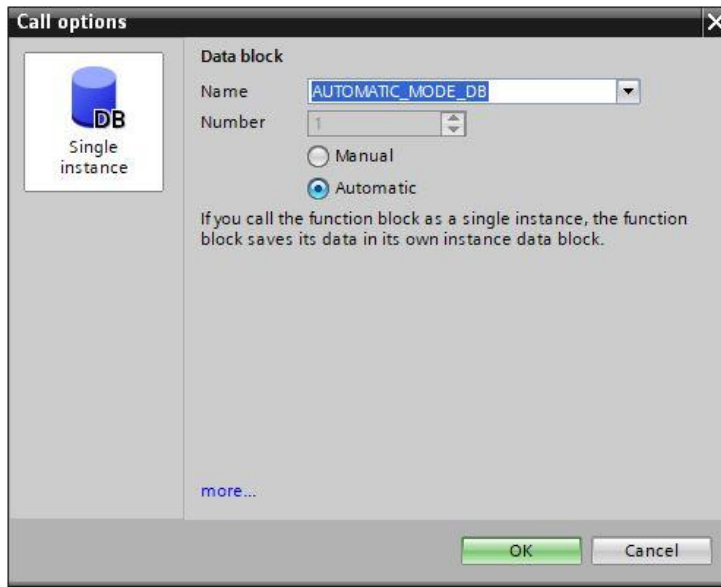 Call options
DB
Single
instance
Data block
Name
AUTOMATIC_MODE_DB
Number
1
Manual
Automatic
If you call the function block as a single instance, the function
block saves its data in its own instance data block.
more...
OK
Cancel